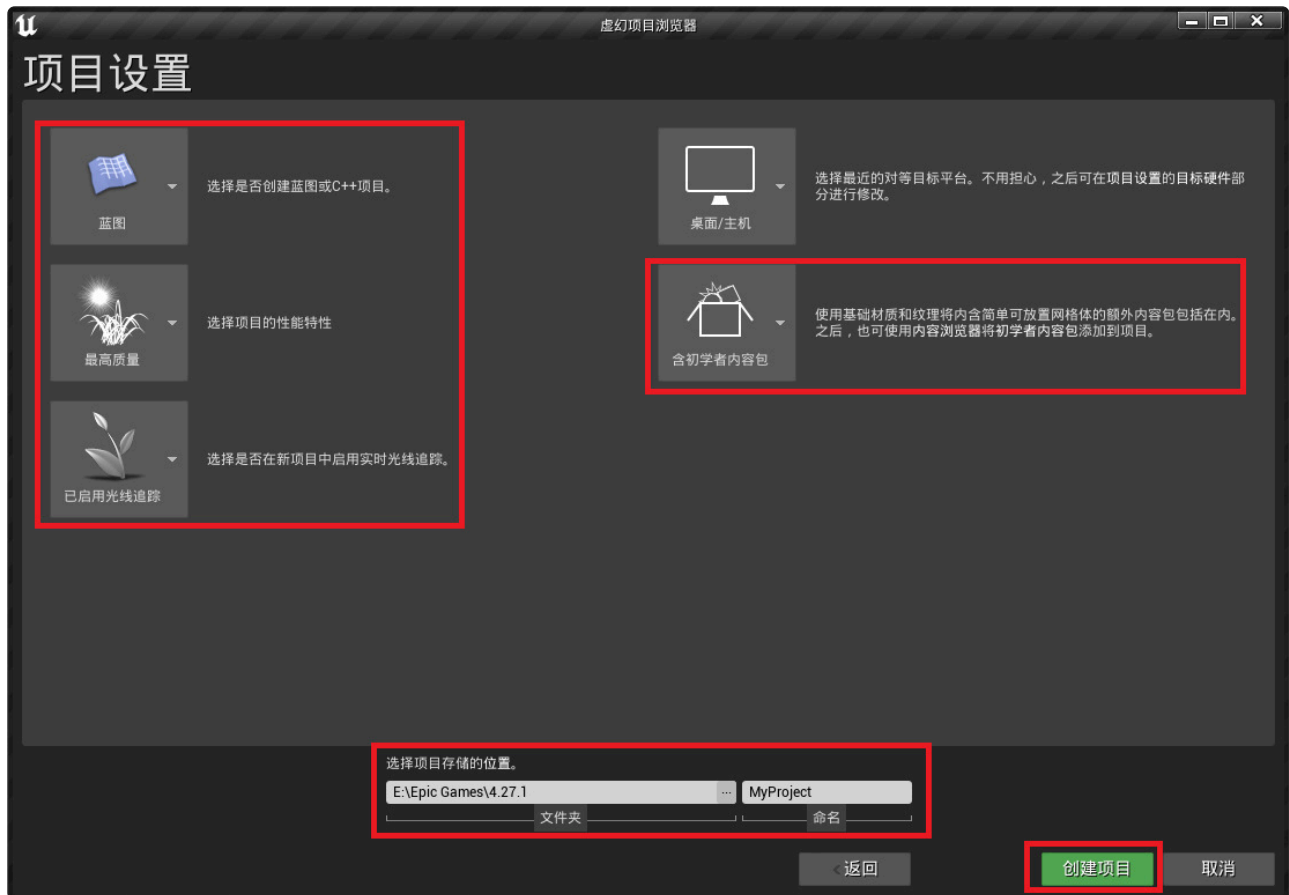 虚幻项目浏览器
项目设置
蓝图
选择是否创建蓝图或C++项目。
桌面/主机
选择最近的对等目标平台。不用担心，之后可在项目设置的目标硬件部
分进行修改。
最高质量
选择项目的性能特性
含初学者内容包
使用基础材质和纹理将内含简单可放置网格体的额外内容包包括在内。
之后，也可使用内容浏览器将初学者内容包添加到项目。
已启用光线追踪
选择是否在新项目中启用实时光线追踪。
选择项目存储的位置。
E:\Epic Games\4.27.1
...
MyProject
文件夹
命名
返回
创建项目
取消